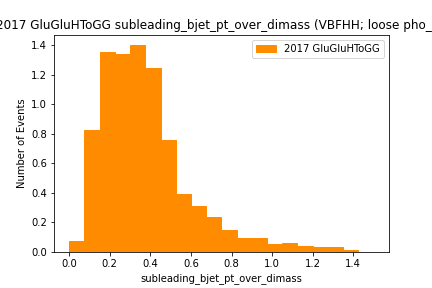 2017 GluGluHToGG subleading_bjet_pt_over_dimass (VBFHH; loose pho_
2017 GluGluHToGG
Number of Events
1.4
1.2
1.0
0.8
0.6
0.4
0.2
0.0
0.0 0.2 0.4 0.6 0.8 1.0 1.2 1.4
subleading_bjet_pt_over_dimass